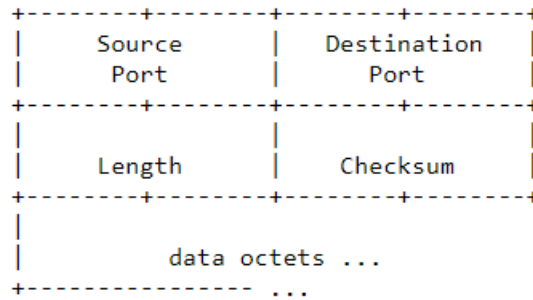 +--------+--------+--------+--------+
|     Source      |   Destination   |
|      Port       |      Port       |
+--------+--------+--------+--------+
|                 |                 |
|     Length      |    Checksum     |
+--------+--------+--------+--------+
|
|          data octets ...
+---------------- ...